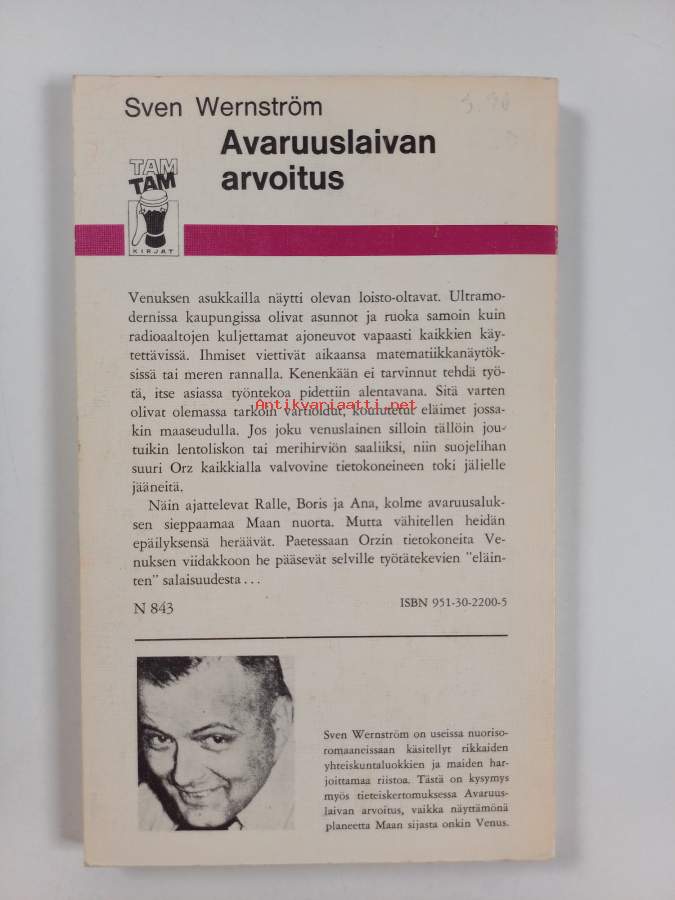 Sven Wernström
5.90
Avaruuslaivan
arvoitus
TAM
TAM
KIRJAT
Venuksen asukkailla näytti olevan loisto-oltavat. Ultramo-
dernissa kaupungissa olivat asunnot ja ruoka samoin kuin
radioaaltojen kuljettamat ajoneuvot vapaasti kaikkien käy-
tettävissä. Ihmiset viettivät aikaansa matematiikkanäytök-
sissä tai meren rannalla. Kenenkään ei tarvinnut tehdä työ-
tä, itse asiassa työntekoa pidettiin alentavana. Sitä varten
olivat olemassa tarkoin vartioidut, koulutetut eläimet jossa-
Antikvariaatti.net
kin maaseudulla. Jos joku venuslainen silloin tällöin jou-
tuikin lentoliskon tai merihirviön saaliiksi, niin suojelihan
suuri Orz kaikkialla valvovine tietokoneineen toki jäljelle
jääneitä.
Näin ajattelevat Ralle, Boris ja Ana, kolme avaruusaluk-
sen sieppaamaa Maan nuorta. Mutta vähitellen heidän
epäilyksensä heräävät. Paetessaan Orzin tietokoneita Ve-
nuksen viidakkoon he pääsevät selville työtätekevien "eläin-
ten" salaisuudesta...
N 843
ISBN 951-30-2200-5
Sven Wernström on useissa nuoriso-
romaaneissaan käsitellyt rikkaiden
yhteiskuntaluokkien ja maiden har-
joittamaa riistoa. Tästä on kysymys
myös tieteiskertomuksessa Avaruus-
laivan arvoitus, vaikka näyttämönä
planeetta Maan sijasta onkin Venus.